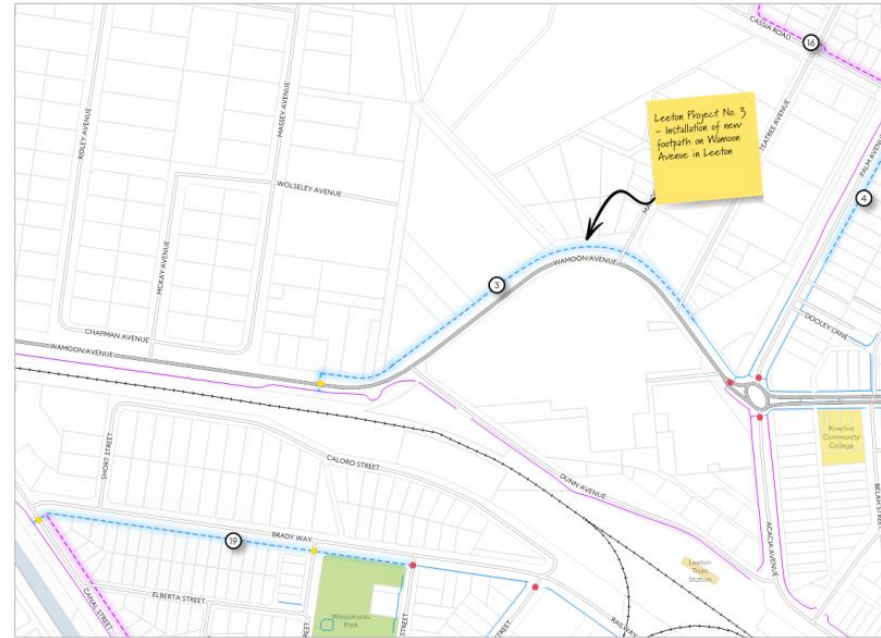 CASSIA ROAD
16
Leeton Project No. 3
- Installation of new
footpath on Wamoon
Avenue in Leeton
TEATREE AVENUE
PALM AVENUE
RIDLEY AVENUE
MASSEY AVENUE
WOLSELEY AVENUE
4
MCKAY AVENUE
WAMOON AVENUE
3
CHAPMAN AVENUE
WAMOON AVENUE
DOOLEY LANE
Riverina
Community
College
SHORT STREET
CALORO STREET
DUNN AVENUE
BELAH STREET
ACACIA AVENUE
BRADY WAY
19
Leeton
Train
Station
ELBERTA STREET
CANAL STREET
Waipukurau
Park
STREET
STREET
RAILWAY